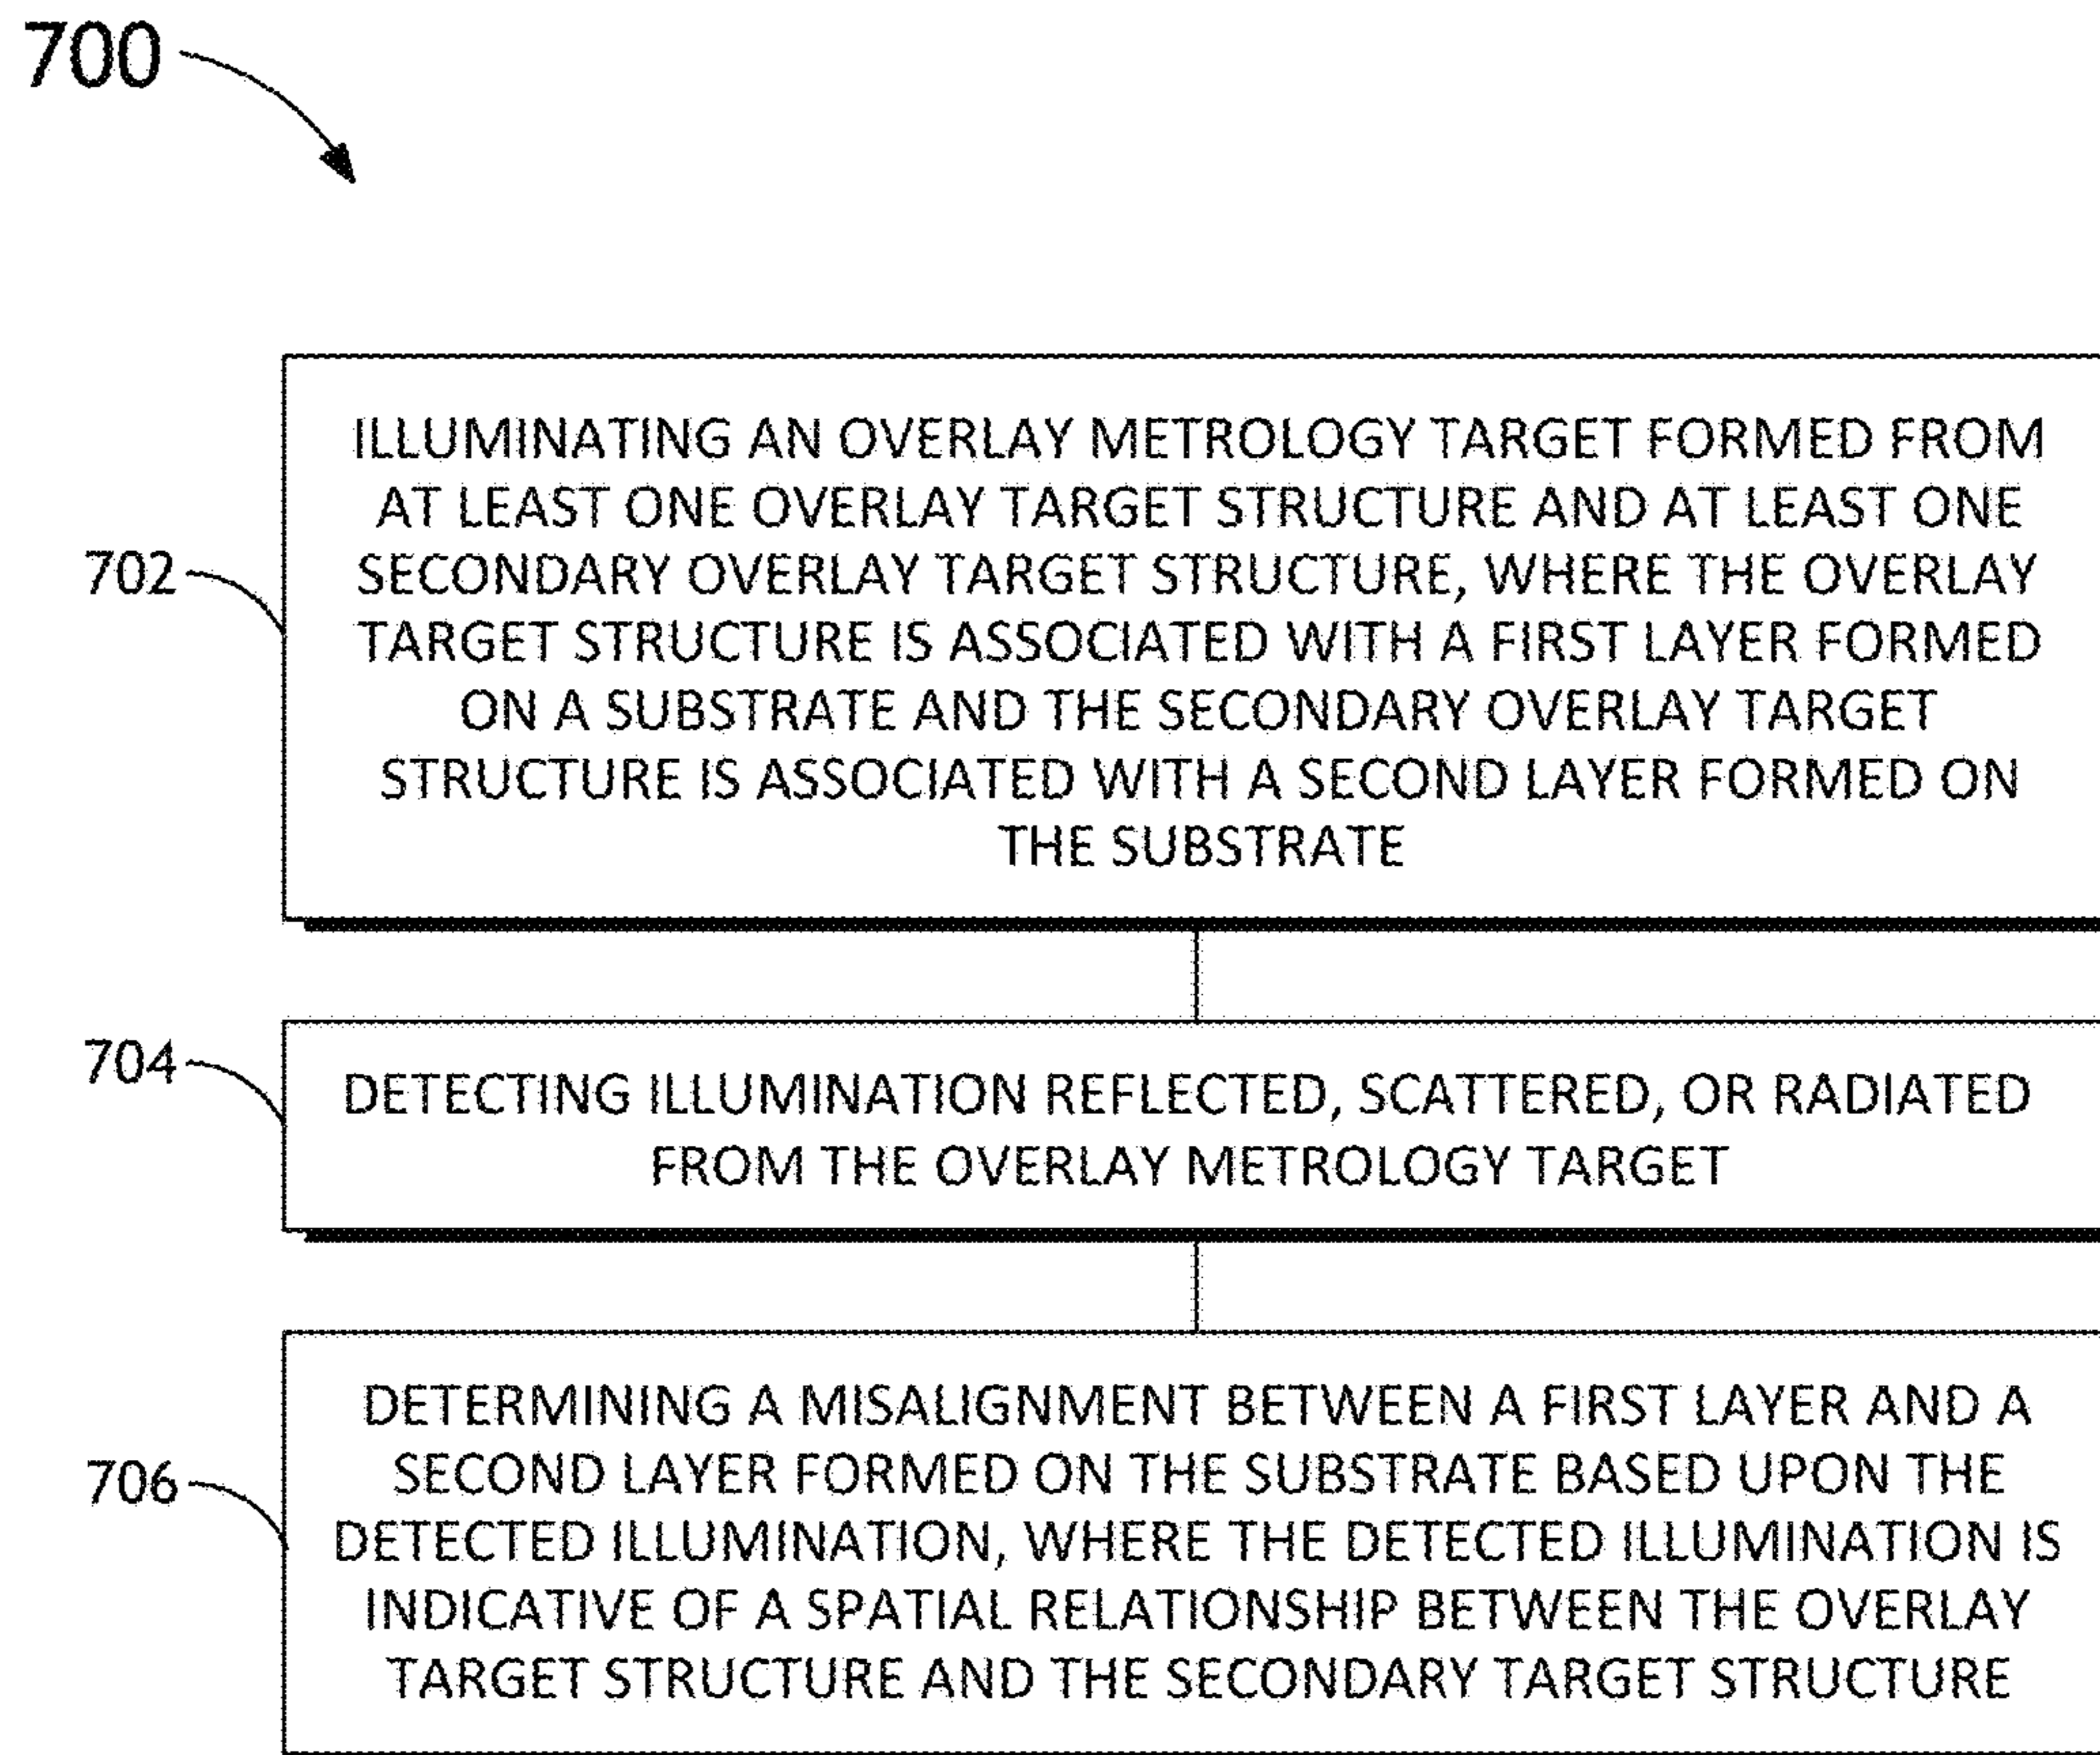 700
702
ILLUMINATING AN OVERLAY METROLOGY TARGET FORMED FROM
AT LEAST ONE OVERLAY TARGET STRUCTURE AND AT LEAST ONE
SECONDARY OVERLAY TARGET STRUCTURE, WHERE THE OVERLAY
TARGET STRUCTURE IS ASSOCIATED WITH A FIRST LAYER FORMED
ON A SUBSTRATE AND THE SECONDARY OVERLAY TARGET
STRUCTURE IS ASSOCIATED WITH A SECOND LAYER FORMED ON
THE SUBSTRATE
704
DETECTING ILLUMINATION REFLECTED, SCATTERED, OR RADIATED
FROM THE OVERLAY METROLOGY TARGET
706
DETERMINING A MISALIGNMENT BETWEEN A FIRST LAYER AND A
SECOND LAYER FORMED ON THE SUBSTRATE BASED UPON THE
DETECTED ILLUMINATION, WHERE THE DETECTED ILLUMINATION IS
INDICATIVE OF A SPATIAL RELATIONSHIP BETWEEN THE OVERLAY
TARGET STRUCTURE AND THE SECONDARY TARGET STRUCTURE